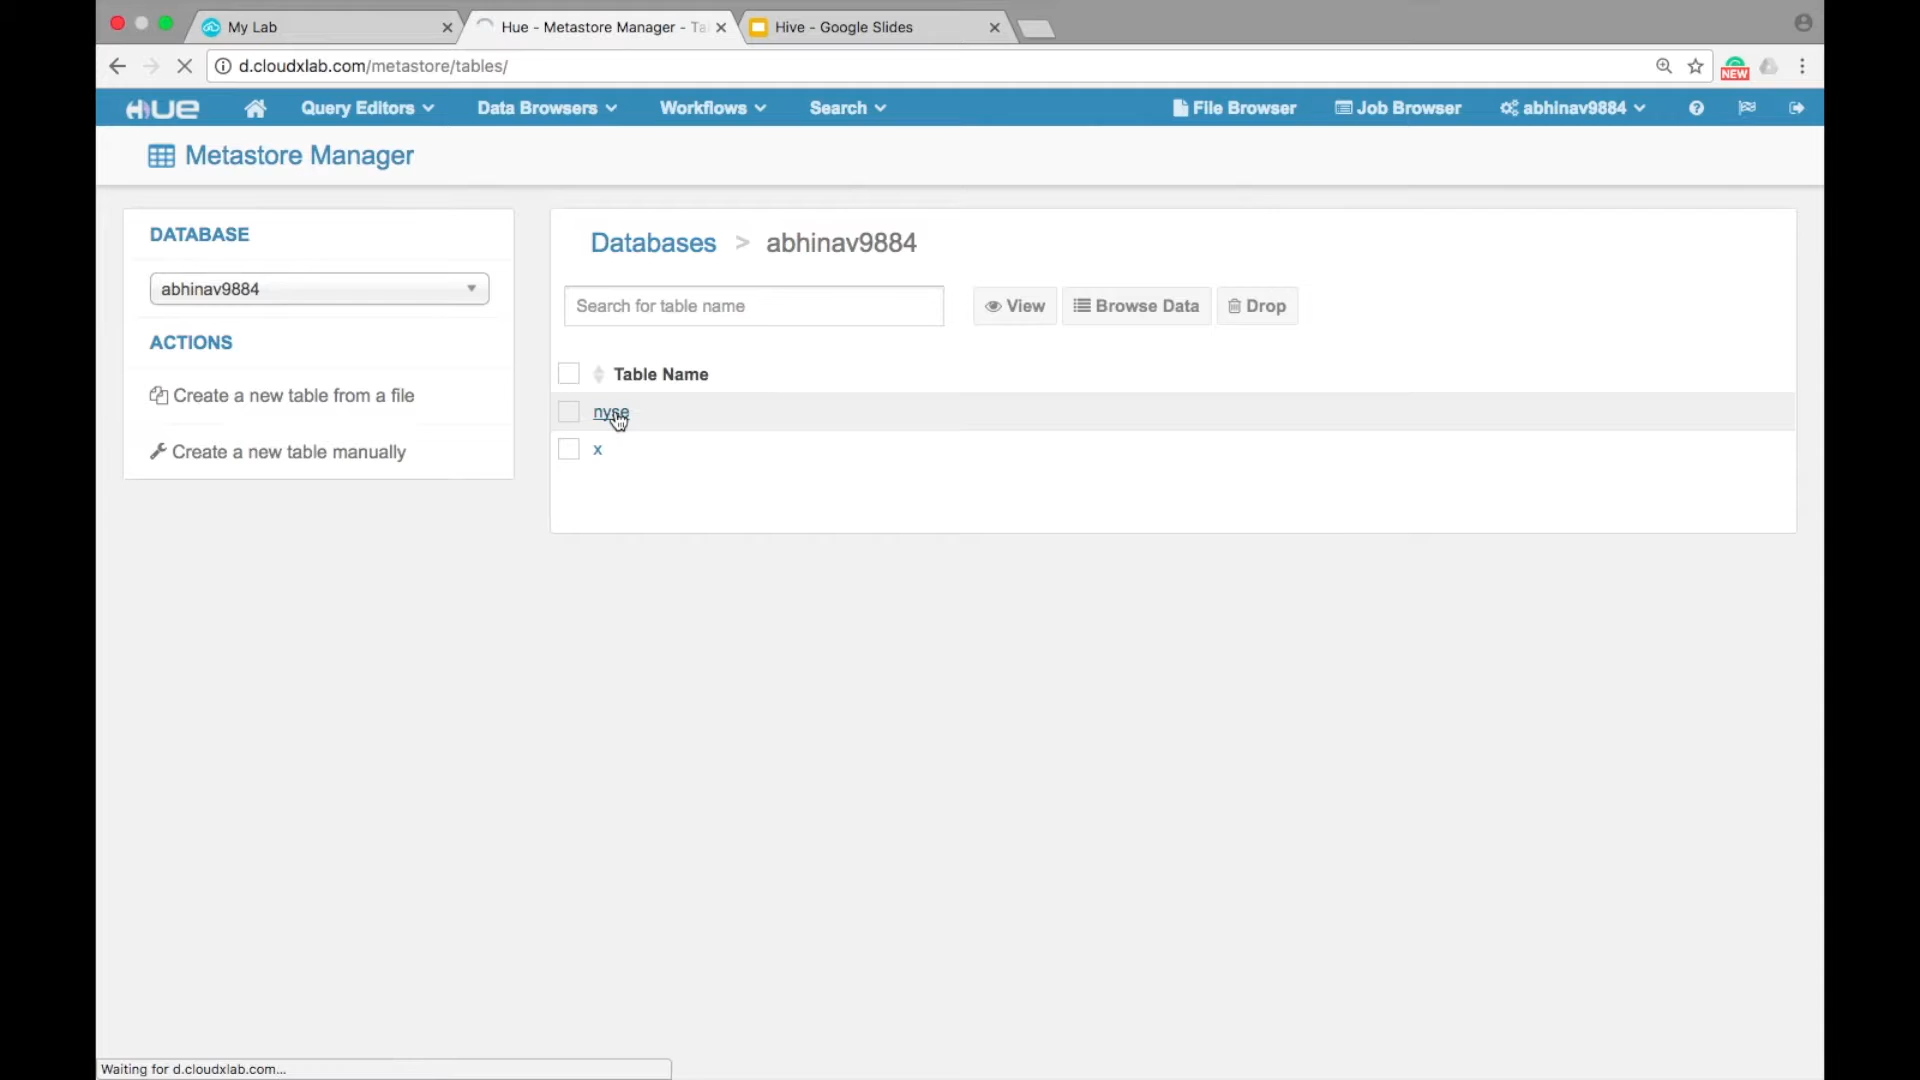 My Lab
Hue - Metastore Manager - Ta
Hive - Google Slides
d.cloudxlab.com/metastore/tables/
NEW
HUE
Query Editors
Data Browsers
Workflows
Search
File Browser
Job Browser
abhinav9884
Metastore Manager
DATABASE
abhinav9884
ACTIONS
Create a new table from a file
Create a new table manually
Databases > abhinav9884
Search for table name
View
Browse Data
Drop
Table Name
nyse
x
Waiting for d.cloudxlab.com...